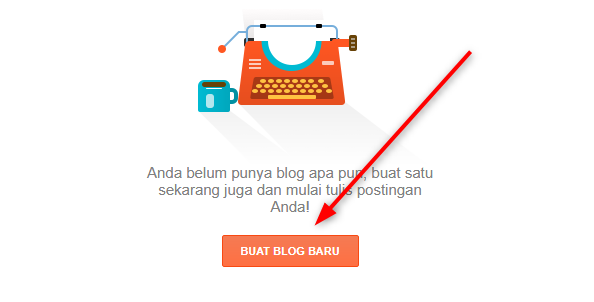 Anda belum punya blog apa pun, buat satu
sekarang juga dan mulai tulis postingan
Anda!
BUAT BLOG BARU